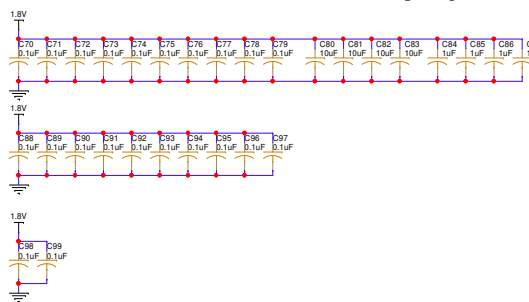 1.8V
C70 C71 C72 C73 C74 C75 C76 C77 C78 C79 C80 C81 C82 C83 C84 C85 C86
0.1uF 0.1uF 0.1uF 0.1uF 0.1uF 0.1uF 0.1uF 0.1uF 0.1uF 0.1uF 10uF 10uF 10uF 10uF 1uF 1uF 1uF
1.8V
C88 C89 C90 C91 C92 C93 C94 C95 C96 C97
0.1uF 0.1uF 0.1uF 0.1uF 0.1uF 0.1uF 0.1uF 0.1uF 0.1uF 0.1uF
1.8V
C98 C99
0.1uF 0.1uF